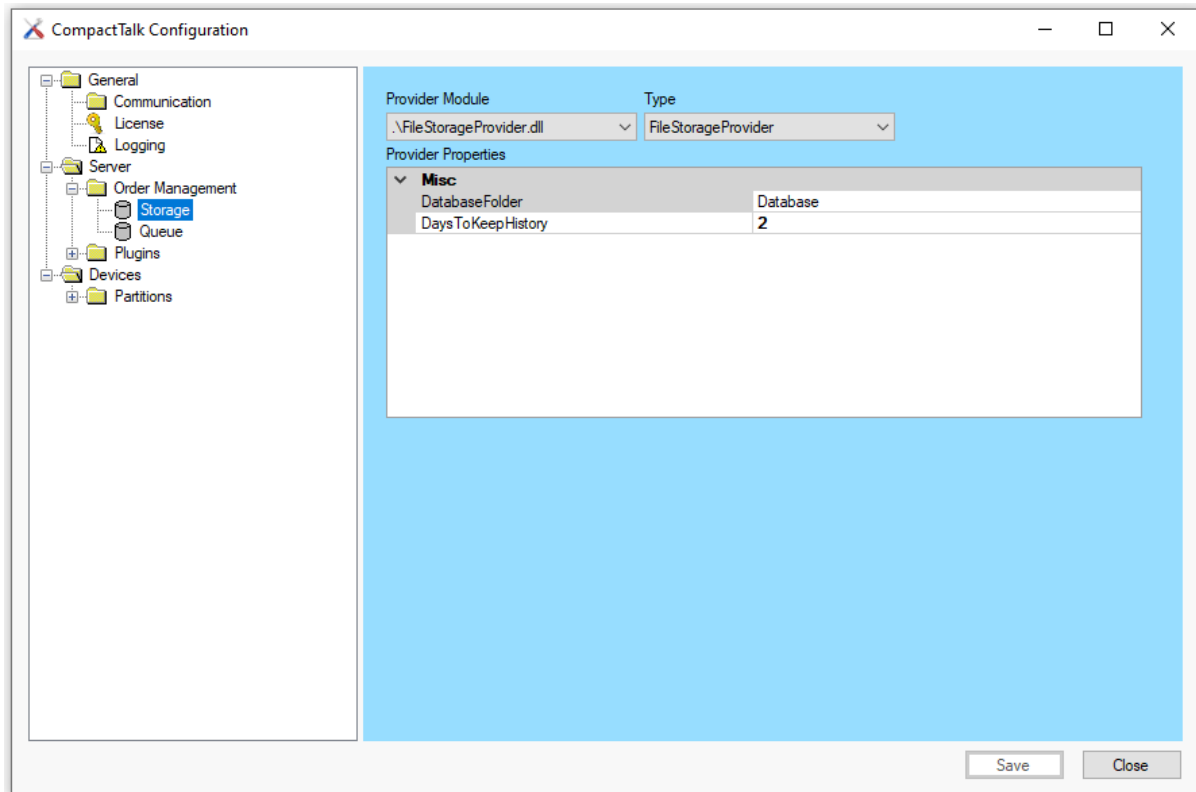 CompactTalk Configuration
General
Communication
License
Logging
Server
Order Management
Storage
Queue
Plugins
Devices
Partitions
Provider Module Type
.\FileStorageProvider.dll FileStorageProvider
Provider Properties
Misc
DatabaseFolder Database
DaysToKeepHistory 2
Save Close